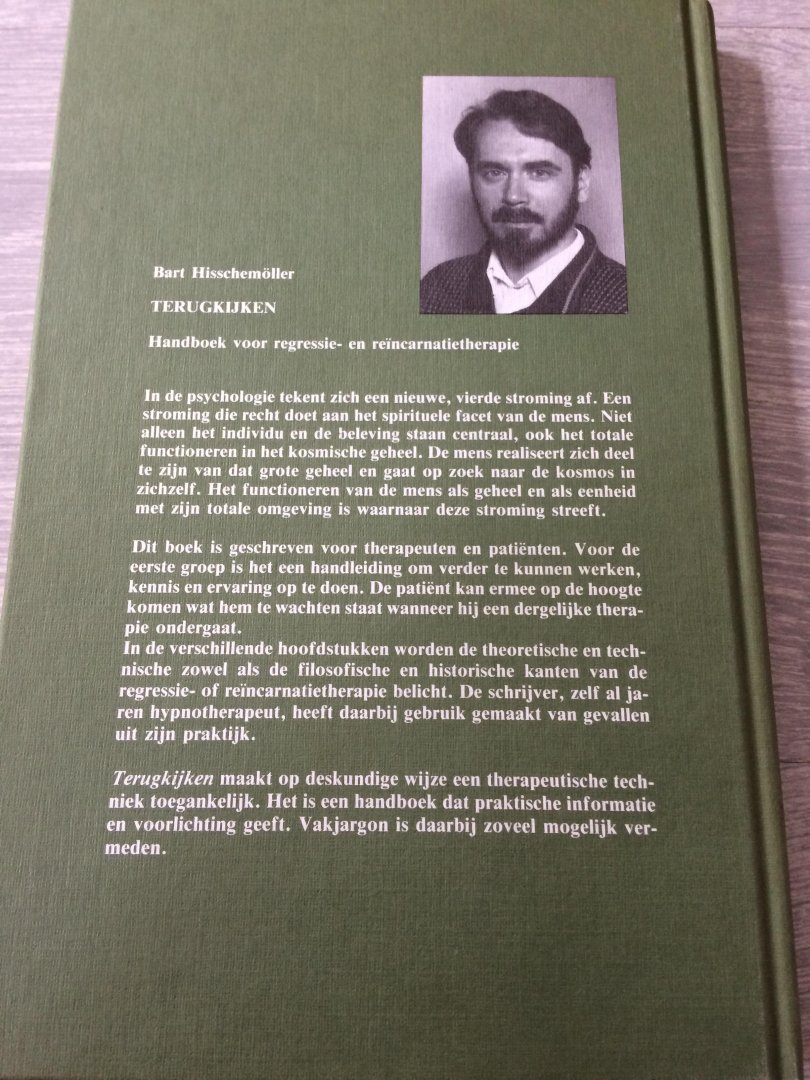 Bart Hisschemöller
TERUGKIJKEN
Handboek voor regressie- en reïncarnatietherapie
In de psychologie tekent zich een nieuwe, vierde stroming af. Een
stroming die recht doet aan het spirituele facet van de mens. Niet
alleen het individu en de beleving staan centraal, ook het totale
functioneren in het kosmische geheel. De mens realiseert zich deel
te zijn van dat grote geheel en gaat op zoek naar de kosmos in
zichzelf. Het functioneren van de mens als geheel en als eenheid
met zijn totale omgeving is waarnaar deze stroming streeft.
Dit boek is geschreven voor therapeuten en patiënten. Voor de
eerste groep is het een handleiding om verder te kunnen werken,
kennis en ervaring op te doen. De patiënt kan ermee op de hoogte
komen wat hem te wachten staat wanneer hij een dergelijke thera-
pie ondergaat.
In de verschillende hoofdstukken worden de theoretische en tech-
nische zowel als de filosofische en historische kanten van de
regressie- of reïncarnatietherapie belicht. De schrijver, zelf al ja-
ren hypnotherapeut, heeft daarbij gebruik gemaakt van gevallen
uit zijn praktijk.
Terugkijken maakt op deskundige wijze een therapeutische tech-
niek toegankelijk. Het is een handboek dat praktische informatie
en voorlichting geeft. Vakjargon is daarbij zoveel mogelijk ver-
meden.